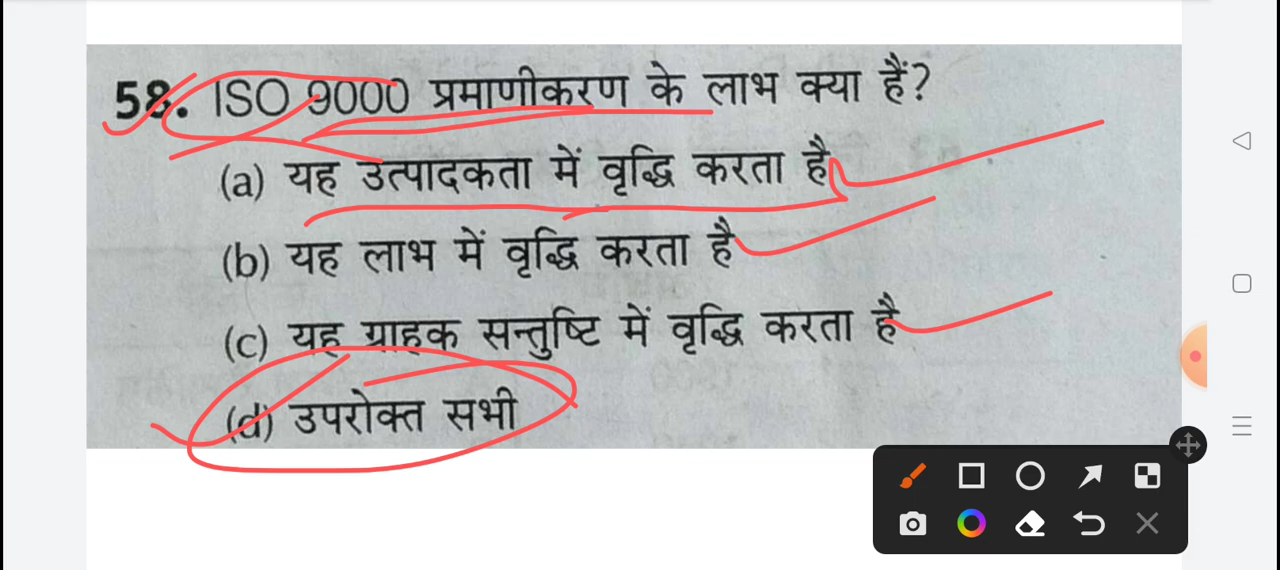 58. ISO 9000 प्रमाणीकरण के लाभ क्या हैं?
(a) यह उत्पादकता में वृद्धि करता है
(b) यह लाभ में वृद्धि करता है
(c) यह ग्राहक सन्तुष्टि में वृद्धि करता है
(d) उपरोक्त सभी